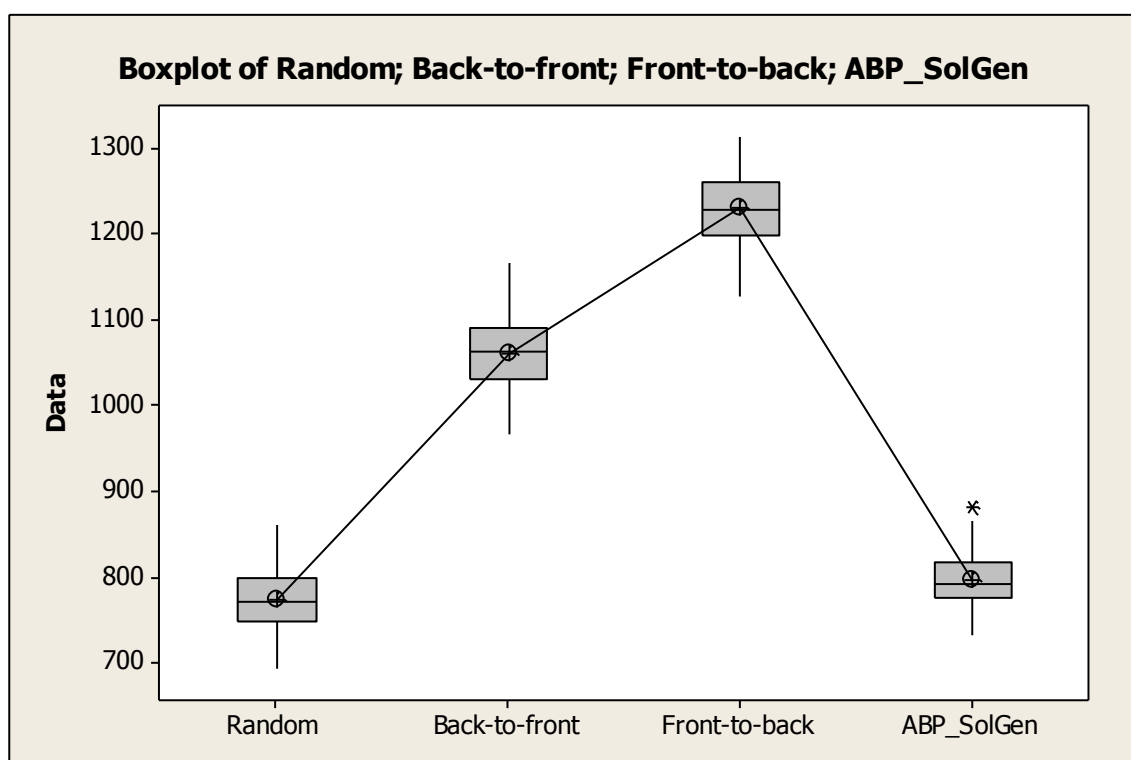 Boxplot of Random; Back-to-front; Front-to-back; ABP_SolGen
1300
1200
1100
1000
900
800
700
Data
Random Back-to-front Front-to-back ABP_SolGen